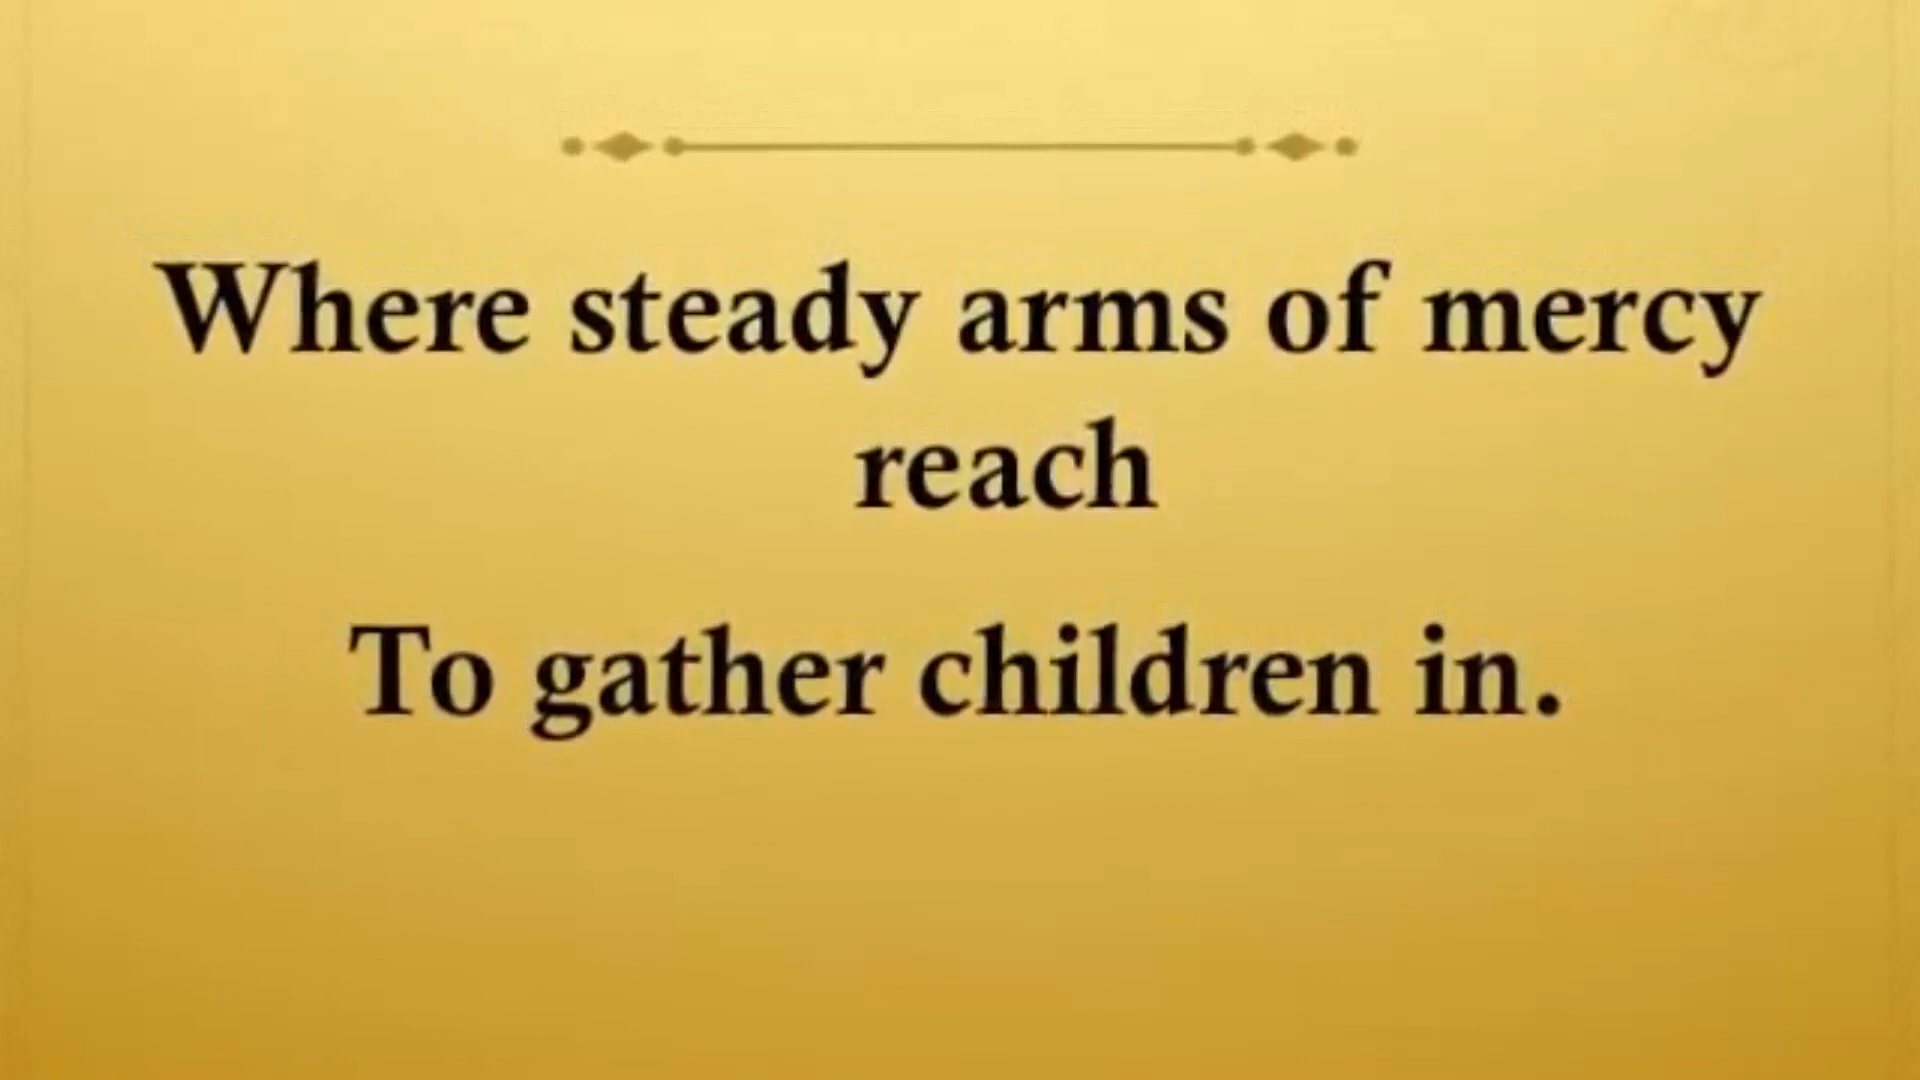 Where steady arms of mercy
reach
To gather children in.